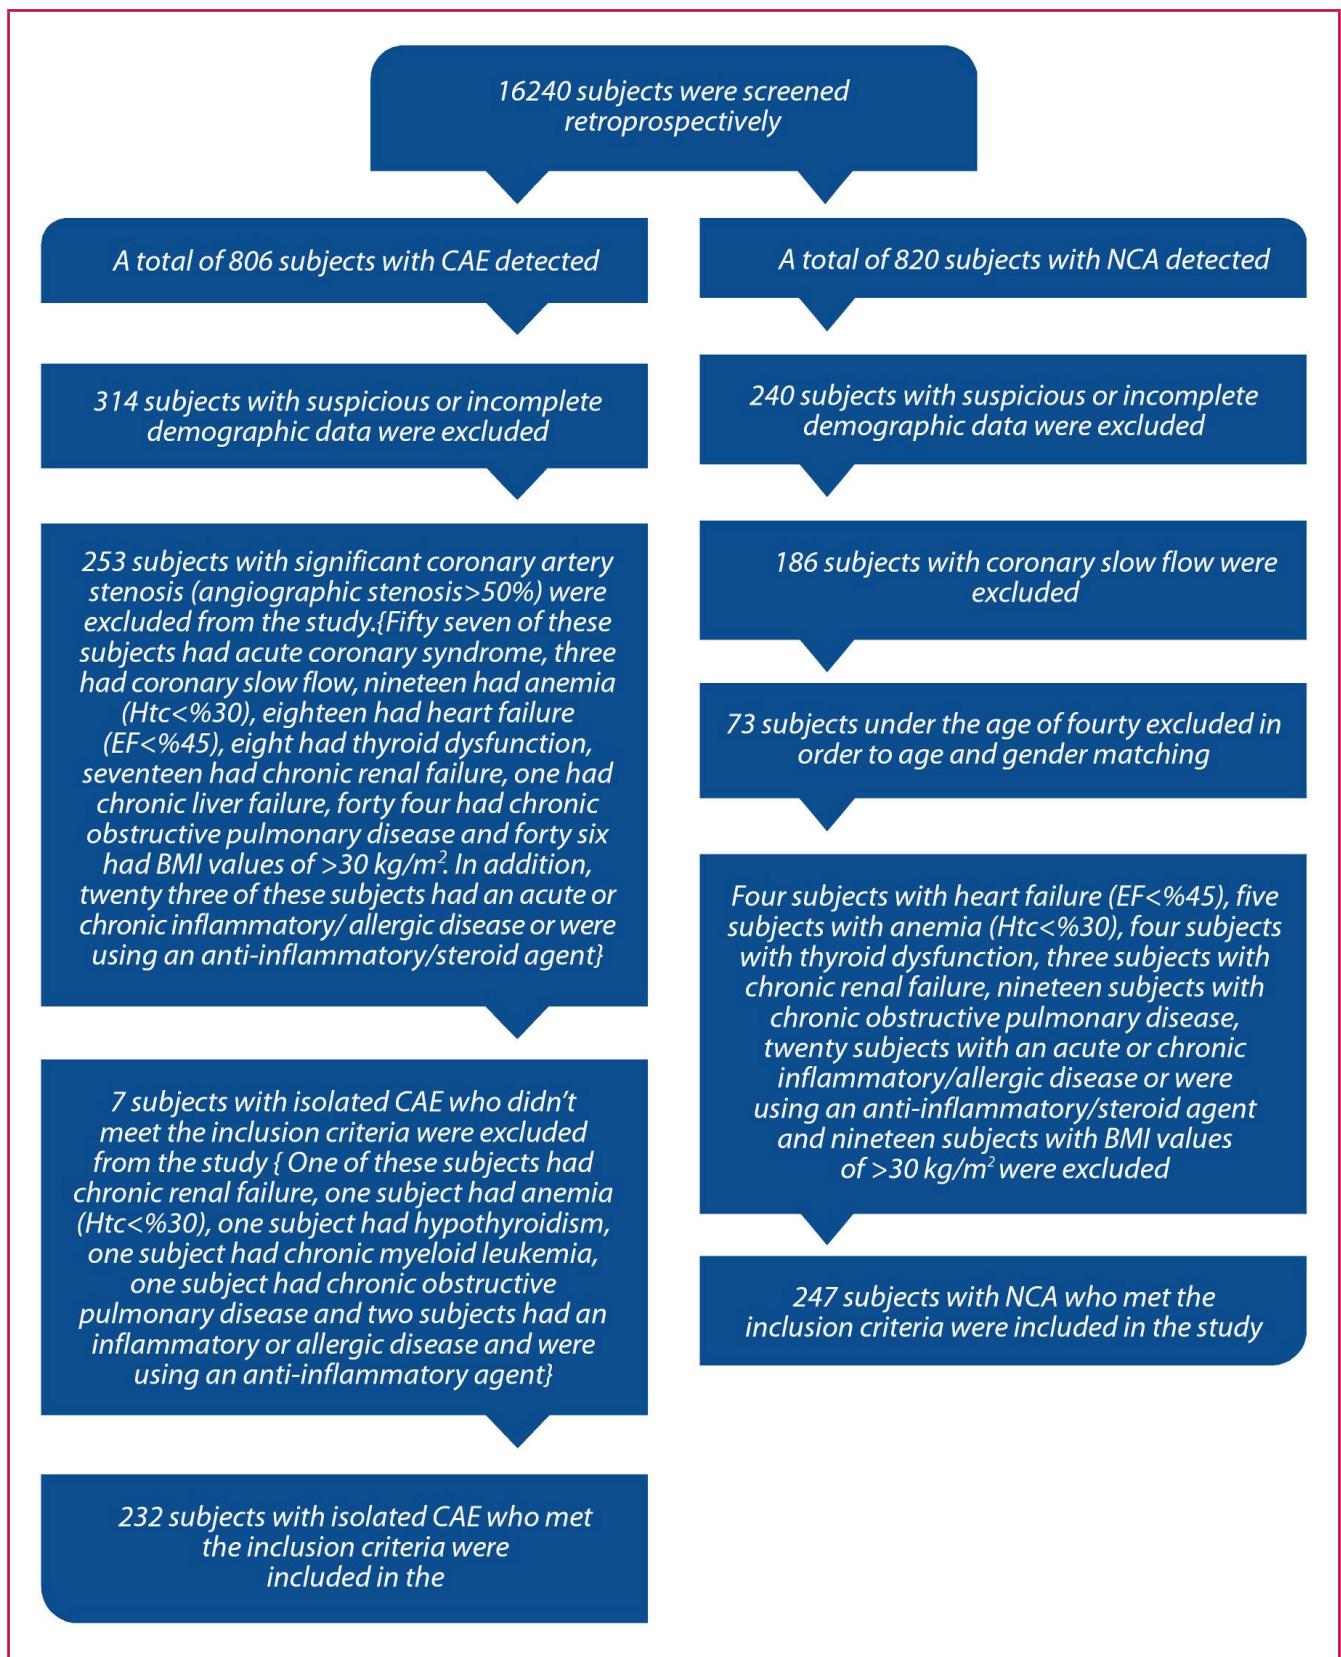 16240 subjects were screened
retroprospectively
A total of 806 subjects with CAE detected
314 subjects with suspicious or incomplete
demographic data were excluded
253 subjects with significant coronary artery
stenosis (angiographic stenosis>50%) were
excluded from the study.{Fifty seven of these
subjects had acute coronary syndrome, three
had coronary slow flow, nineteen had anemia
(Htc<%30), eighteen had heart failure
(EF<%45), eight had thyroid dysfunction,
seventeen had chronic renal failure, one had
chronic liver failure, forty four had chronic
obstructive pulmonary disease and forty six
had BMI values of >30 kg/m². In addition,
twenty three of these subjects had an acute or
chronic inflammatory/ allergic disease or were
using an anti-inflammatory/steroid agent}
7 subjects with isolated CAE who didn't
meet the inclusion criteria were excluded
from the study { One of these subjects had
chronic renal failure, one subject had anemia
(Htc<%30), one subject had hypothyroidism,
one subject had chronic myeloid leukemia,
one subject had chronic obstructive
pulmonary disease and two subjects had an
inflammatory or allergic disease and were
using an anti-inflammatory agent}
232 subjects with isolated CAE who met
the inclusion criteria were
included in the
A total of 820 subjects with NCA detected
240 subjects with suspicious or incomplete
demographic data were excluded
186 subjects with coronary slow flow were
excluded
73 subjects under the age of fourty excluded in
order to age and gender matching
Four subjects with heart failure (EF<%45), five
subjects with anemia (Htc<%30), four subjects
with thyroid dysfunction, three subjects with
chronic renal failure, nineteen subjects with
chronic obstructive pulmonary disease,
twenty subjects with an acute or chronic
inflammatory/allergic disease or were
using an anti-inflammatory/steroid agent
and nineteen subjects with BMI values
of >30 kg/m² were excluded
247 subjects with NCA who met the
inclusion criteria were included in the study